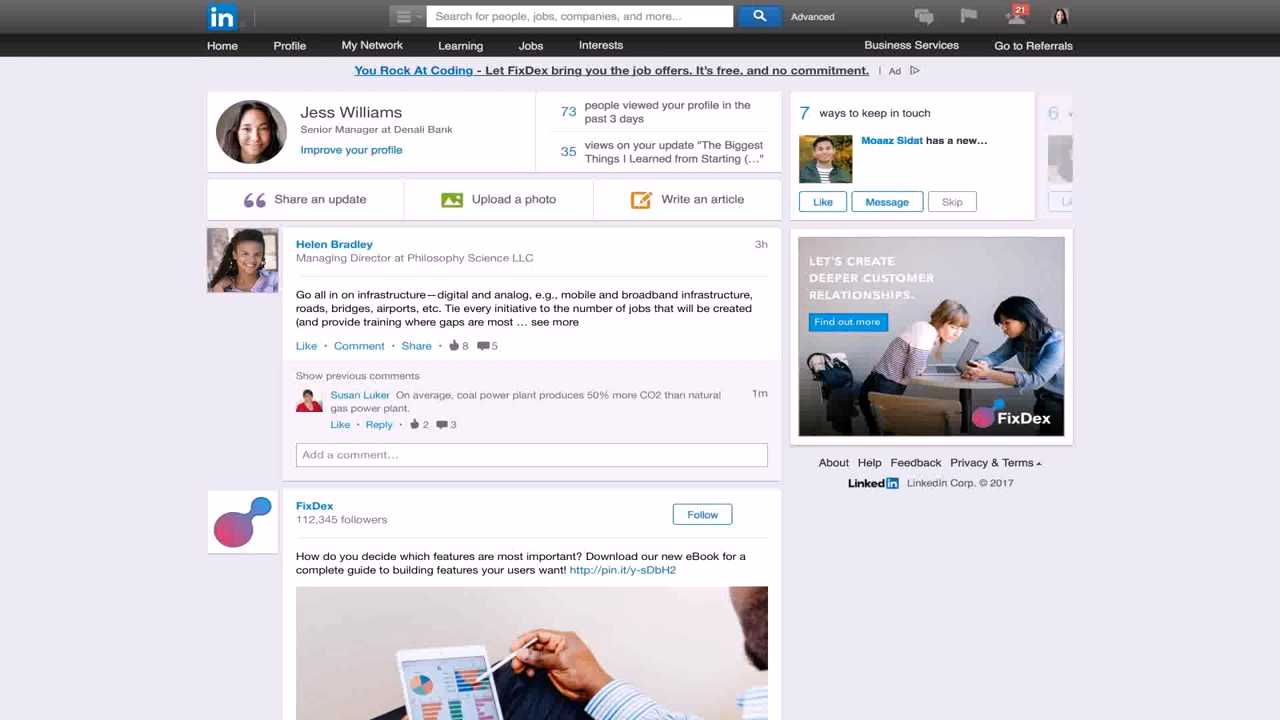 in
Search for people, jobs, companies, and more...
Advanced
21
Home
Profile
My Network
Learning
Jobs
Interests
Business Services
Go to Referrals
You Rock At Coding - Let FixDex bring you the job offers. It's free, and no commitment. | Ad
Jess Williams
Senior Manager at Denali Bank
Improve your profile
73 people viewed your profile in the
past 3 days
35 views on your update "The Biggest
Things I Learned from Starting (..."
7 ways to keep in touch
Moaaz Sidat has a new...
Like
Message
Skip
6
Share an update
Upload a photo
Write an article
Helen Bradley
3h
Managing Director at Philosophy Science LLC
Go all in on infrastructure—digital and analog, e.g., mobile and broadband infrastructure,
roads, bridges, airports, etc. Tie every initiative to the number of jobs that will be created
(and provide training where gaps are most ... see more
Like • Comment • Share • 8 5
Show previous comments
Susan Luker On average, coal power plant produces 50% more CO2 than natural
gas power plant.
1m
Like • Reply • 2 3
Add a comment...
LET'S CREATE
DEEPER CUSTOMER
RELATIONSHIPS.
Find out more
FixDex
About Help Feedback Privacy & Terms
Linked in LinkedIn Corp. © 2017
FixDex
112,345 followers
Follow
How do you decide which features are most important? Download our new eBook for a
complete guide to building features your users want! http://pin.it/y-sDbH2